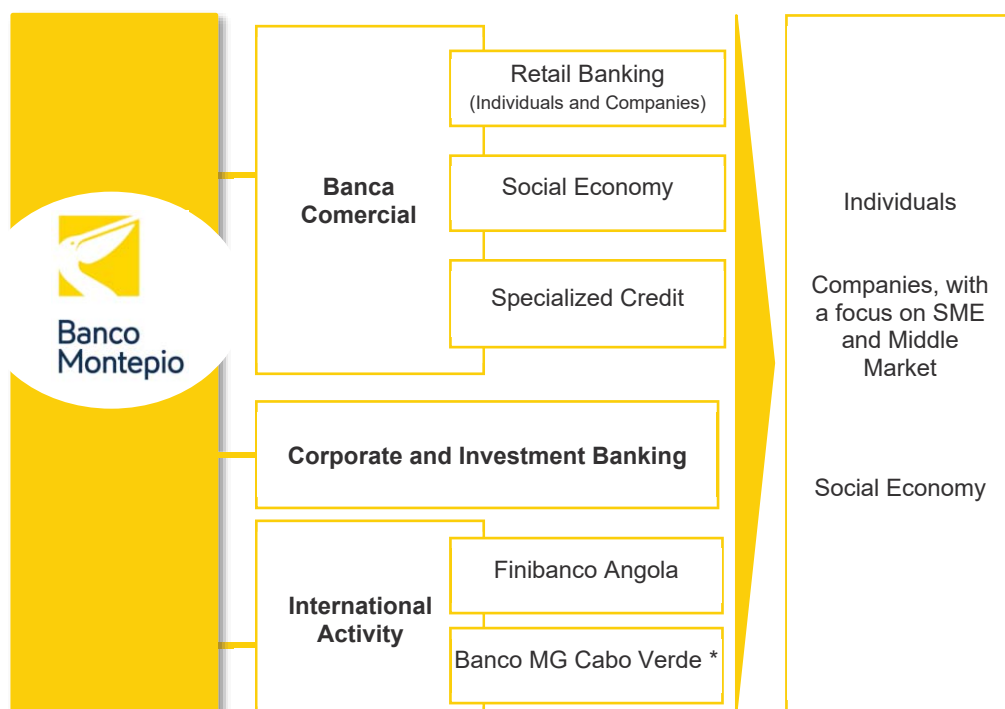 Banco
Montepio
Banca
Comercial
Retail Banking
(Individuals and Companies)
Social Economy
Specialized Credit
Corporate and Investment Banking
International
Activity
Finibanco Angola
Banco MG Cabo Verde *
Individuals
Companies, with
a focus on SME
and Middle
Market
Social Economy